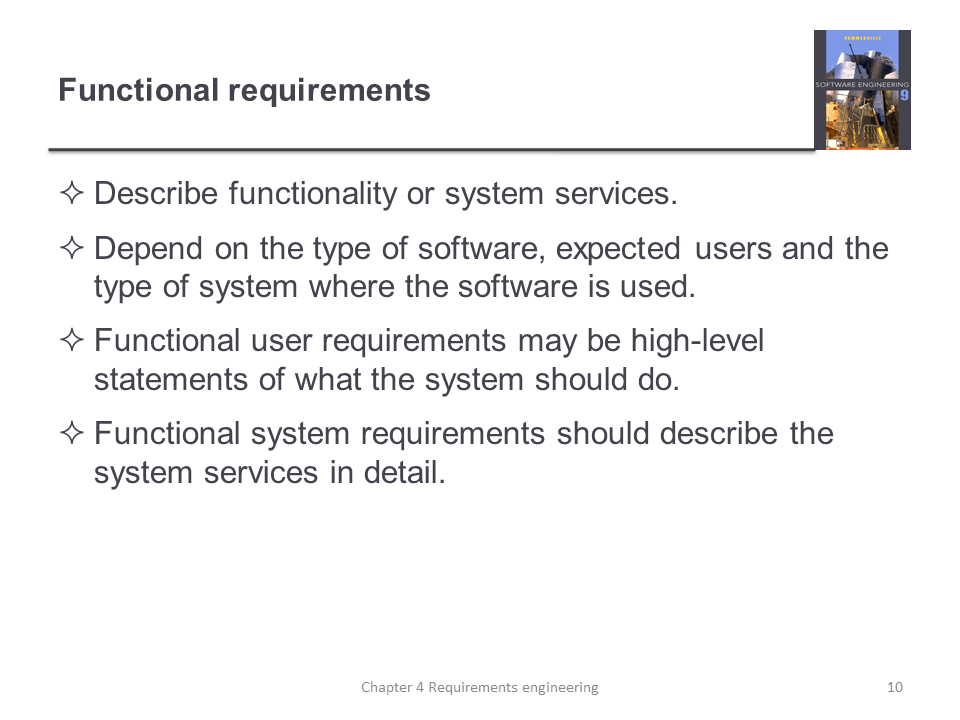 SOMMERVILLE
SOFTWARE ENGINEERING
9
Functional requirements
✧ Describe functionality or system services.
✧ Depend on the type of software, expected users and the
type of system where the software is used.
✧ Functional user requirements may be high-level
statements of what the system should do.
✧ Functional system requirements should describe the
system services in detail.
Chapter 4 Requirements engineering
10